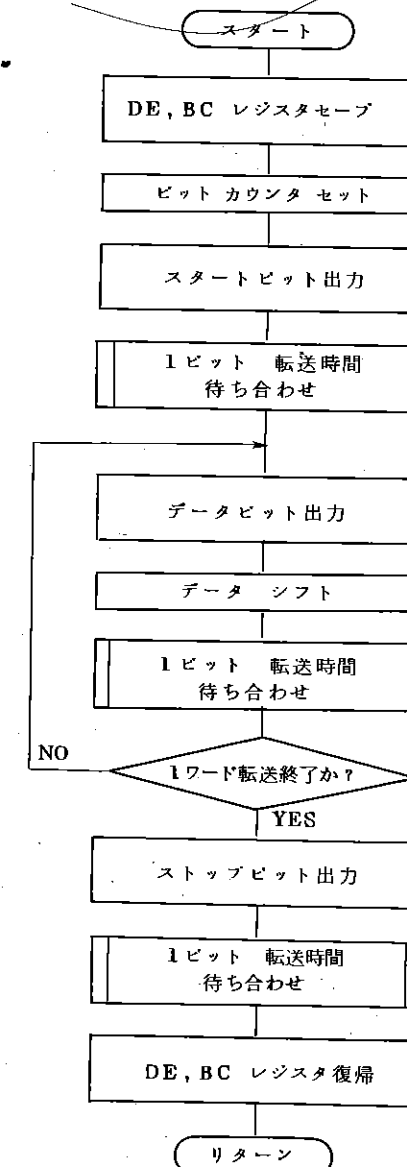 スタート
DE, BC レジスタセーブ
ビット カウンタ セット
スタートビット出力
1ビット 転送時間
待ち合わせ
データビット出力
データ シフト
1ビット 転送時間
待ち合わせ
NO
1ワード転送終了か?
YES
ストップビット出力
1ビット 転送時間
待ち合わせ
DE, BC レジスタ復帰
リターン